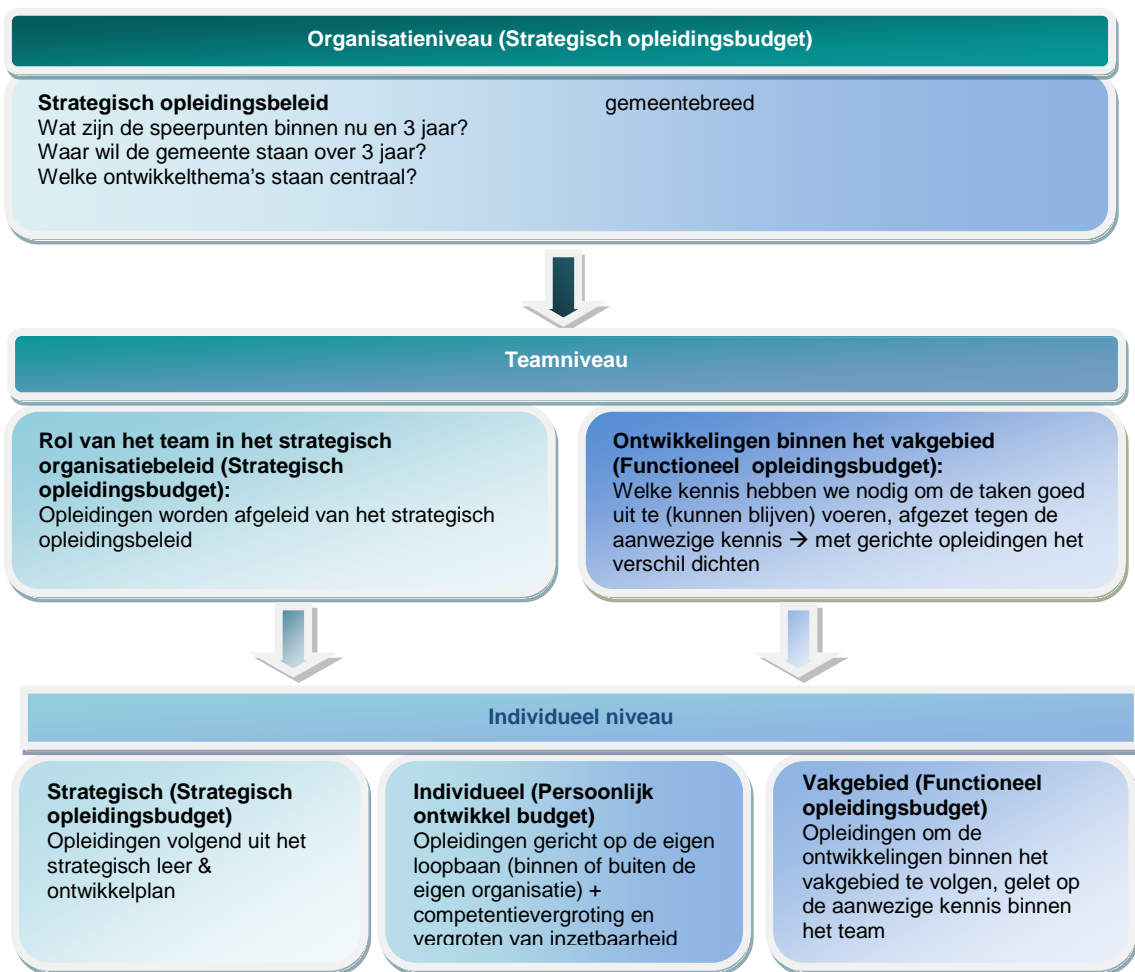 Organisatieniveau (Strategisch opleidingsbudget)
Strategisch opleidingsbeleid gemeentebreed
Wat zijn de speerpunten binnen nu en 3 jaar?
Waar wil de gemeente staan over 3 jaar?
Welke ontwikkelthema's staan centraal?
Teamniveau
Rol van het team in het strategisch
organisatiebeleid (Strategisch
opleidingsbudget):
Opleidingen worden afgeleid van het strategisch
opleidingsbeleid
Ontwikkelingen binnen het vakgebied
(Functioneel opleidingsbudget):
Welke kennis hebben we nodig om de taken goed
uit te (kunnen blijven) voeren, afgezet tegen de
aanwezige kennis → met gerichte opleidingen het
verschil dichten
Individueel niveau
Strategisch (Strategisch
opleidingsbudget)
Opleidingen volgend uit het
strategisch leer &
ontwikkelplan
Individueel (Persoonlijk
ontwikkel budget)
Opleidingen gericht op de eigen
loopbaan (binnen of buiten de
eigen organisatie) +
competentievergroting en
vergroten van inzetbaarheid
Vakgebied (Functioneel
opleidingsbudget)
Opleidingen om de
ontwikkelingen binnen het
vakgebied te volgen, gelet op
de aanwezige kennis binnen
het team